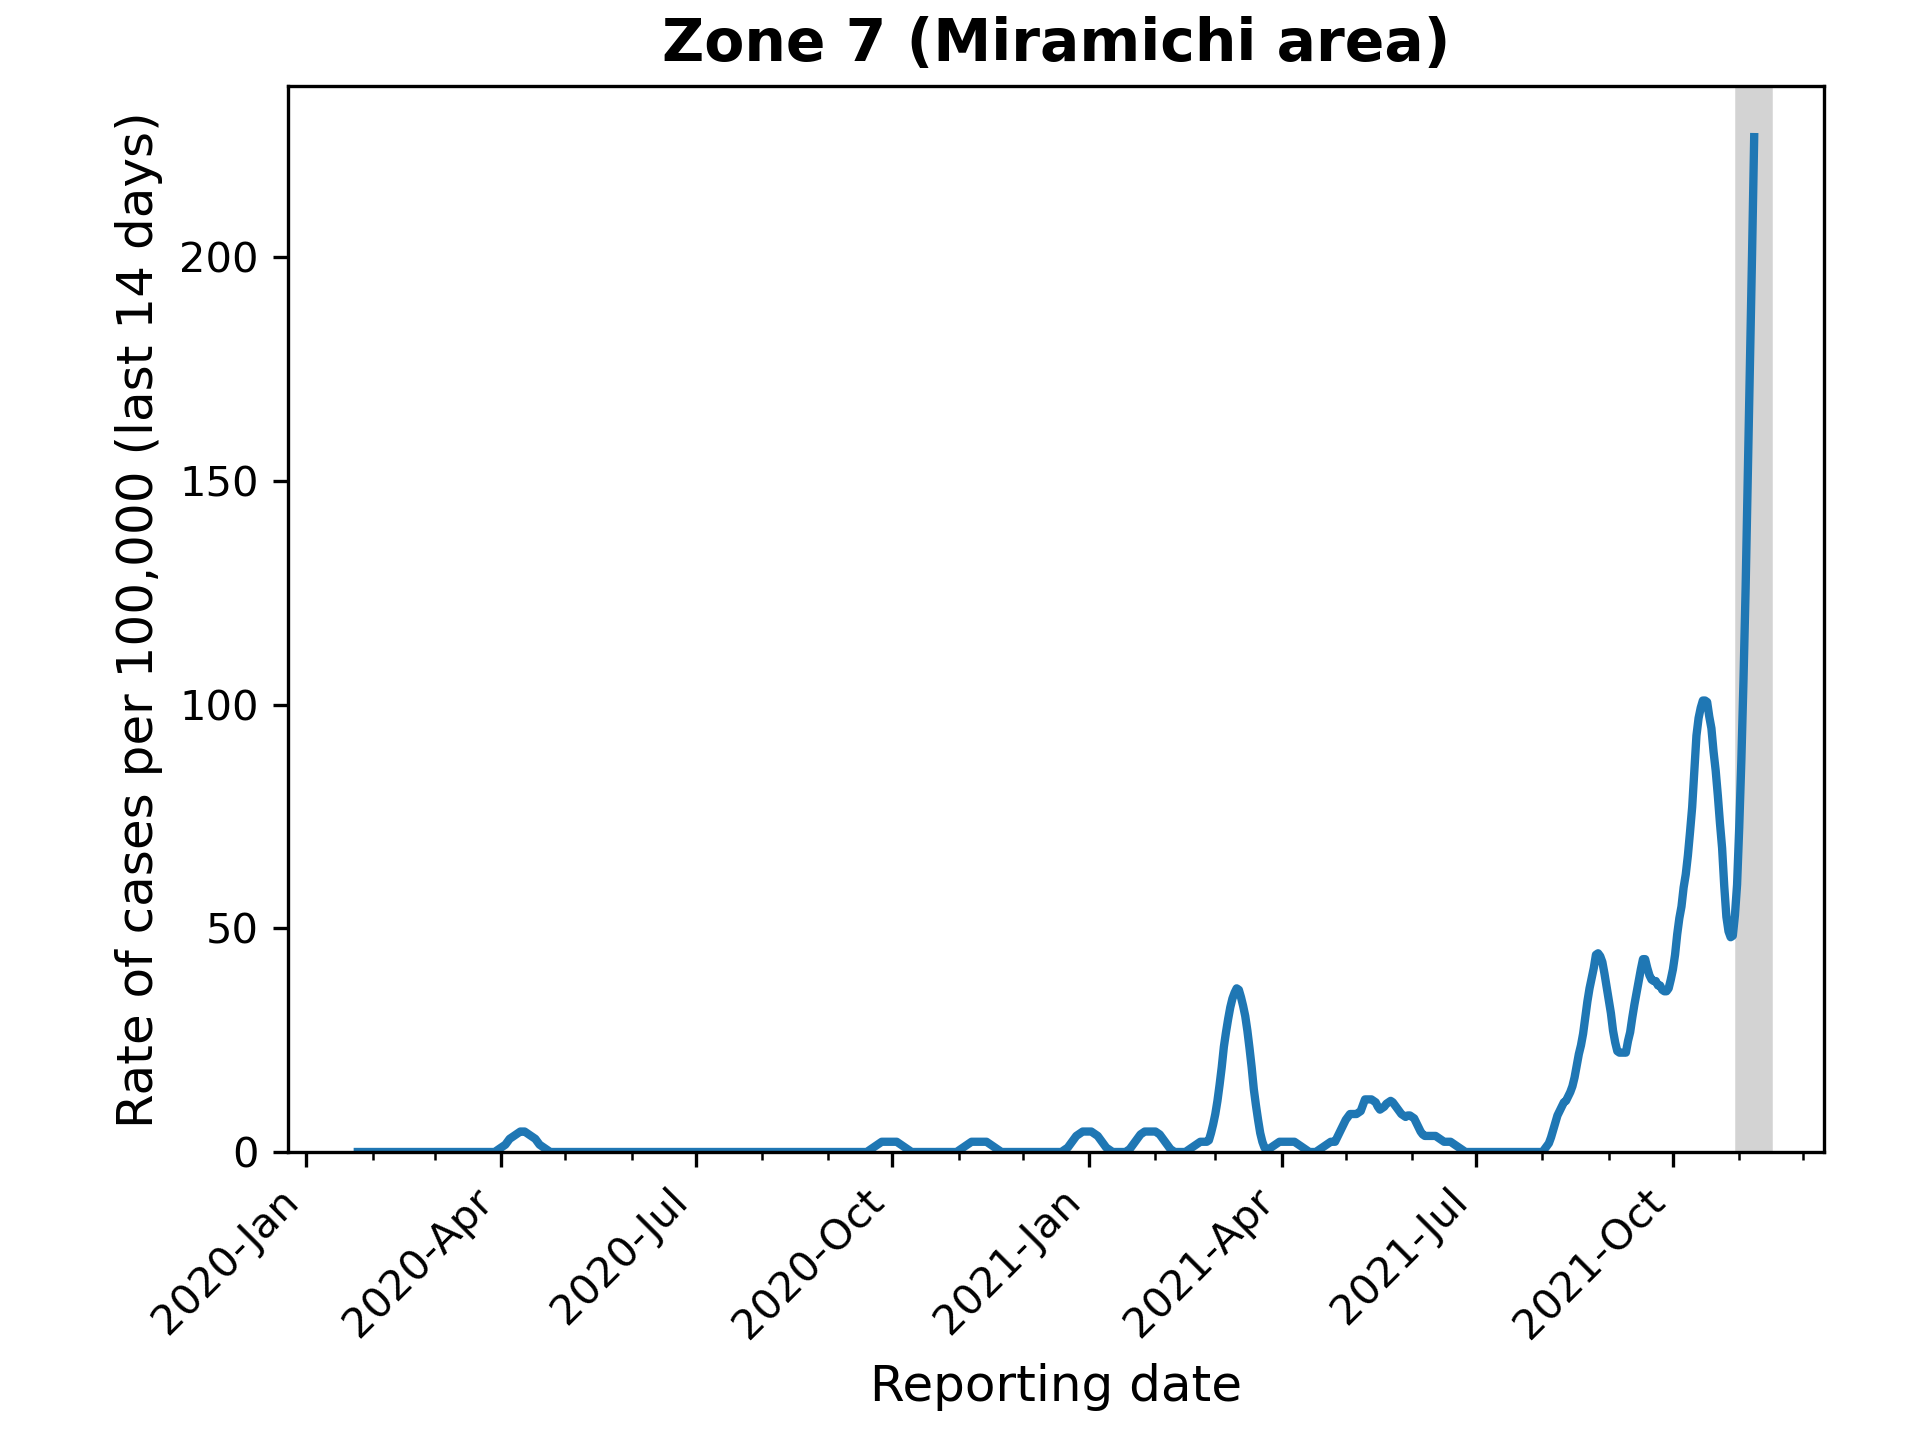 Zone 7 (Miramichi area)
Rate of cases per 100,000 (last 14 days)
200
150
100
50
0
2020-Jan
2020-Apr
2020-Jul
2020-Oct
2021-Jan
2021-Apr
2021-Jul
2021-Oct
Reporting date